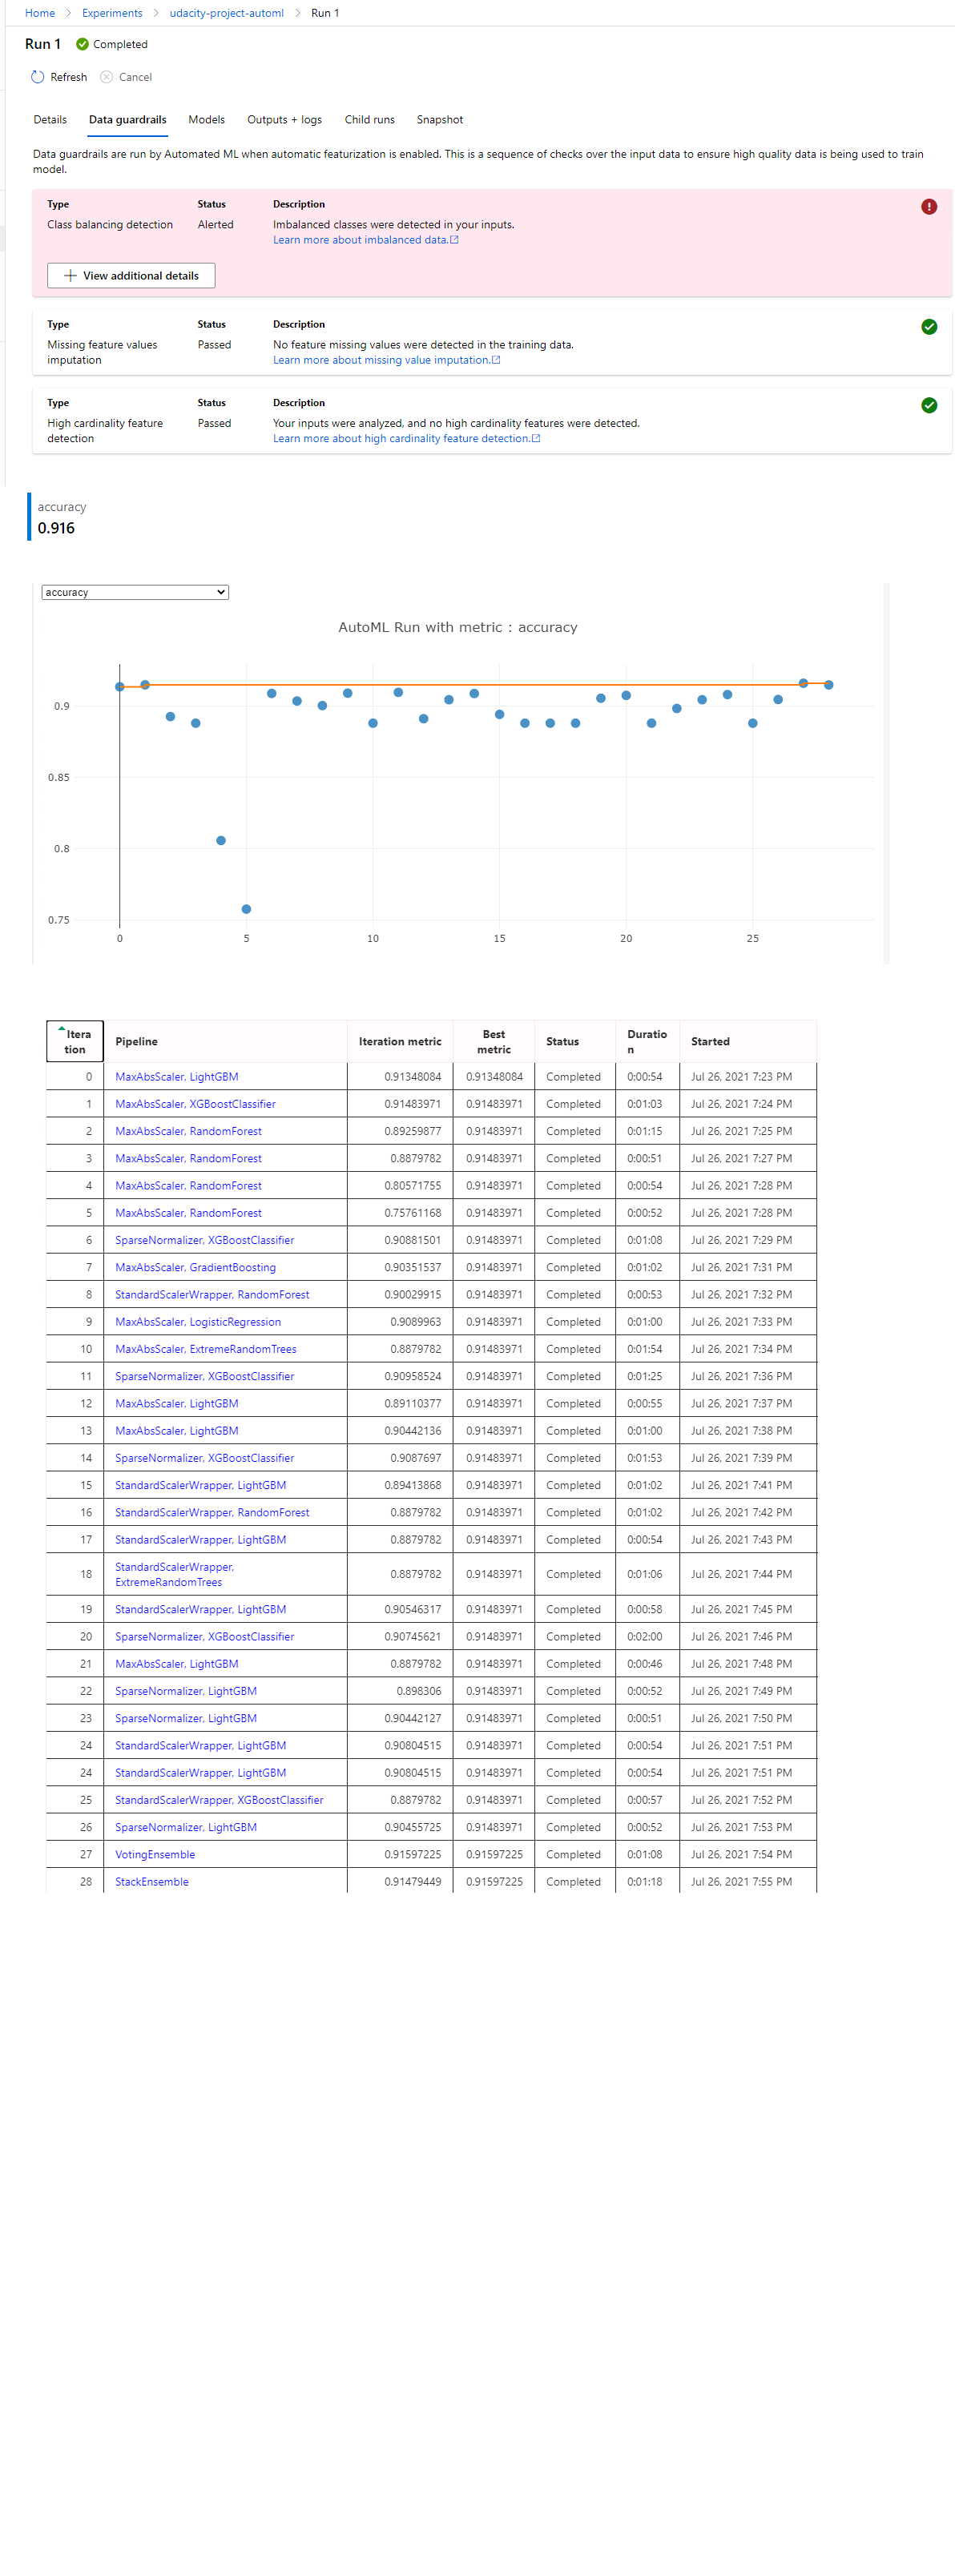 Home > Experiments > udacity-project-automl > Run 1
Run 1 Completed
Refresh Cancel
Details Data guardrails Models Outputs + logs Child runs Snapshot
Data guardrails are run by Automated ML when automatic featurization is enabled. This is a sequence of checks over the input data to ensure high quality data is being used to train
model.
Type Status Description
Class balancing detection Alerted Imbalanced classes were detected in your inputs.
Learn more about imbalanced data.
View additional details
Type Status Description
Missing feature values Passed No feature missing values were detected in the training data.
imputation Learn more about missing value imputation.
Type Status Description
High cardinality feature Passed Your inputs were analyzed, and no high cardinality features were detected.
detection Learn more about high cardinality feature detection.
accuracy
0.916
accuracy
AutoML Run with metric : accuracy
0.9
0.85
0.8
0.75
0 5 10 15 20 25
Itera Pipeline Iteration metric Best Status Duratio Started
tion metric n
0 MaxAbsScaler, LightGBM 0.91348084 0.91348084 Completed 0:00:54 Jul 26, 2021 7:23 PM
1 MaxAbsScaler, XGBoostClassifier 0.91483971 0.91483971 Completed 0:01:03 Jul 26, 2021 7:24 PM
2 MaxAbsScaler, RandomForest 0.89259877 0.91483971 Completed 0:01:15 Jul 26, 2021 7:25 PM
3 MaxAbsScaler, RandomForest 0.8879782 0.91483971 Completed 0:00:51 Jul 26, 2021 7:27 PM
4 MaxAbsScaler, RandomForest 0.80571755 0.91483971 Completed 0:00:54 Jul 26, 2021 7:28 PM
5 MaxAbsScaler, RandomForest 0.75761168 0.91483971 Completed 0:00:52 Jul 26, 2021 7:28 PM
6 SparseNormalizer, XGBoostClassifier 0.90881501 0.91483971 Completed 0:01:08 Jul 26, 2021 7:29 PM
7 MaxAbsScaler, GradientBoosting 0.90351537 0.91483971 Completed 0:01:02 Jul 26, 2021 7:31 PM
8 StandardScalerWrapper, RandomForest 0.90029915 0.91483971 Completed 0:00:53 Jul 26, 2021 7:32 PM
9 MaxAbsScaler, LogisticRegression 0.9089963 0.91483971 Completed 0:01:00 Jul 26, 2021 7:33 PM
10 MaxAbsScaler, ExtremeRandomTrees 0.8879782 0.91483971 Completed 0:01:54 Jul 26, 2021 7:34 PM
11 SparseNormalizer, XGBoostClassifier 0.90958524 0.91483971 Completed 0:01:25 Jul 26, 2021 7:36 PM
12 MaxAbsScaler, LightGBM 0.89110377 0.91483971 Completed 0:00:55 Jul 26, 2021 7:37 PM
13 MaxAbsScaler, LightGBM 0.90442136 0.91483971 Completed 0:01:00 Jul 26, 2021 7:38 PM
14 SparseNormalizer, XGBoostClassifier 0.9087697 0.91483971 Completed 0:01:53 Jul 26, 2021 7:39 PM
15 StandardScalerWrapper, LightGBM 0.89413868 0.91483971 Completed 0:01:02 Jul 26, 2021 7:41 PM
16 StandardScalerWrapper, RandomForest 0.8879782 0.91483971 Completed 0:01:02 Jul 26, 2021 7:42 PM
17 StandardScalerWrapper, LightGBM 0.8879782 0.91483971 Completed 0:00:54 Jul 26, 2021 7:43 PM
18 StandardScalerWrapper, 0.8879782 0.91483971 Completed 0:01:06 Jul 26, 2021 7:44 PM
ExtremeRandomTrees
19 StandardScalerWrapper, LightGBM 0.90546317 0.91483971 Completed 0:00:58 Jul 26, 2021 7:45 PM
20 SparseNormalizer, XGBoostClassifier 0.90745621 0.91483971 Completed 0:02:00 Jul 26, 2021 7:46 PM
21 MaxAbsScaler, LightGBM 0.8879782 0.91483971 Completed 0:00:46 Jul 26, 2021 7:48 PM
22 SparseNormalizer, LightGBM 0.898306 0.91483971 Completed 0:00:52 Jul 26, 2021 7:49 PM
23 SparseNormalizer, LightGBM 0.90442127 0.91483971 Completed 0:00:51 Jul 26, 2021 7:50 PM
24 StandardScalerWrapper, LightGBM 0.90804515 0.91483971 Completed 0:00:54 Jul 26, 2021 7:51 PM
24 StandardScalerWrapper, LightGBM 0.90804515 0.91483971 Completed 0:00:54 Jul 26, 2021 7:51 PM
25 StandardScalerWrapper, XGBoostClassifier 0.8879782 0.91483971 Completed 0:00:57 Jul 26, 2021 7:52 PM
26 SparseNormalizer, LightGBM 0.90455725 0.91483971 Completed 0:00:52 Jul 26, 2021 7:53 PM
27 VotingEnsemble 0.91597225 0.91597225 Completed 0:01:08 Jul 26, 2021 7:54 PM
28 StackEnsemble 0.91479449 0.91597225 Completed 0:01:18 Jul 26, 2021 7:55 PM